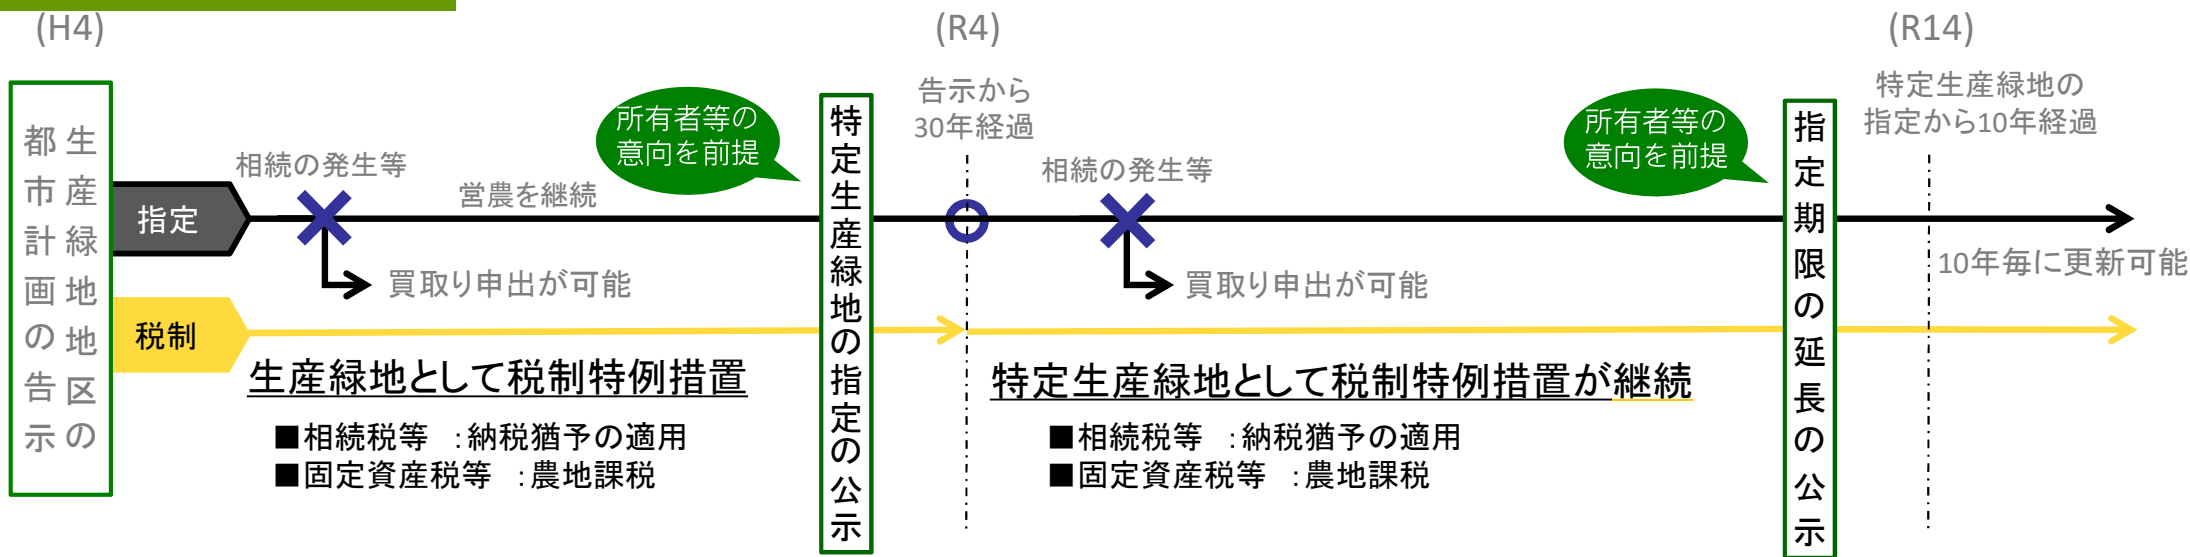 (H4)
(R4)
(R14)
生産緑地地区の
都市計画の告示
指定
税制
相続の発生等
営農を継続
買取り申出が可能
所有者等の
意向を前提
特定生産緑地の指定の公示
告示から
30年経過
相続の発生等
買取り申出が可能
所有者等の
意向を前提
指定期限の延長の公示
特定生産緑地の
指定から10年経過
10年毎に更新可能
生産緑地として税制特例措置
■相続税等　:納税猶予の適用
■固定資産税等　:農地課税
特定生産緑地として税制特例措置が継続
■相続税等　:納税猶予の適用
■固定資産税等　:農地課税